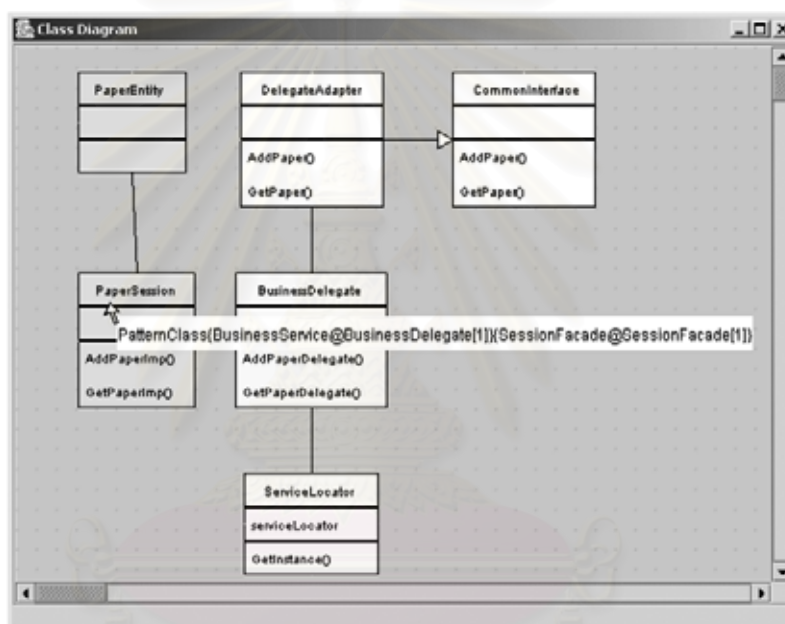 Class Diagram
PaperEntity
DelegateAdapter
AddPaper()
GetPaper()
CommonInterface
AddPaper()
GetPaper()
PaperSession
AddPaperImp()
GetPaperImp()
BusinessDelegate
PatternClass{BusinessService@BusinessDelegate[1]}{SessionFacade@SessionFacade[1]}
AddPaperDelegate()
GetPaperDelegate()
ServiceLocator
serviceLocator
GetInstance()